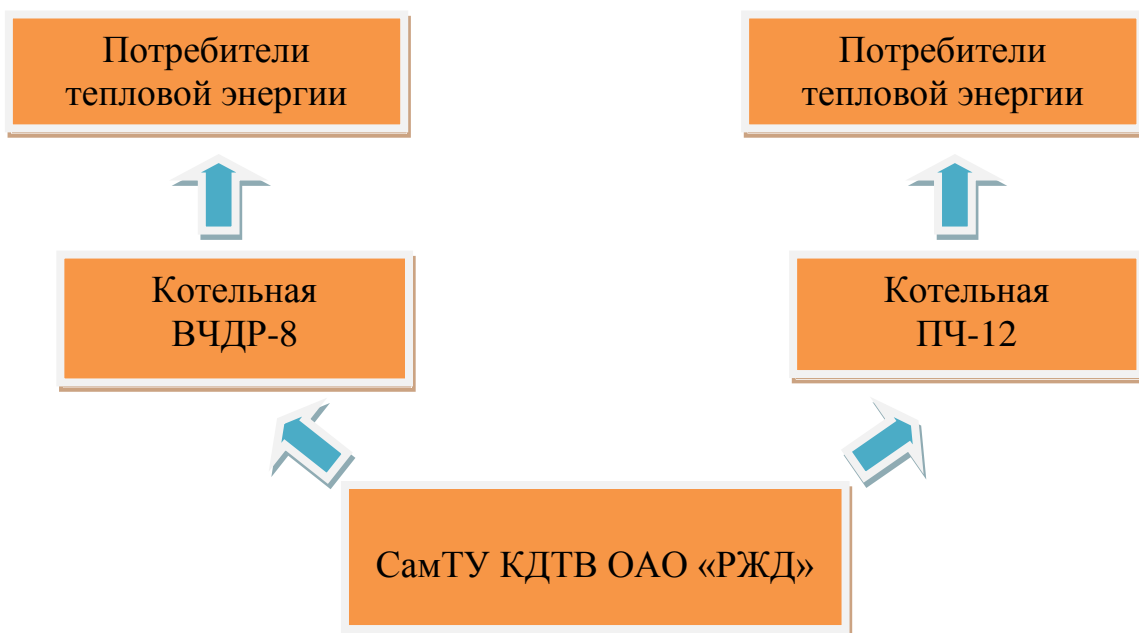 Потребители
тепловой энергии
Потребители
тепловой энергии
Котельная
ВЧДР-8
Котельная
ПЧ-12
СамТУ КДТВ ОАО «РЖД»